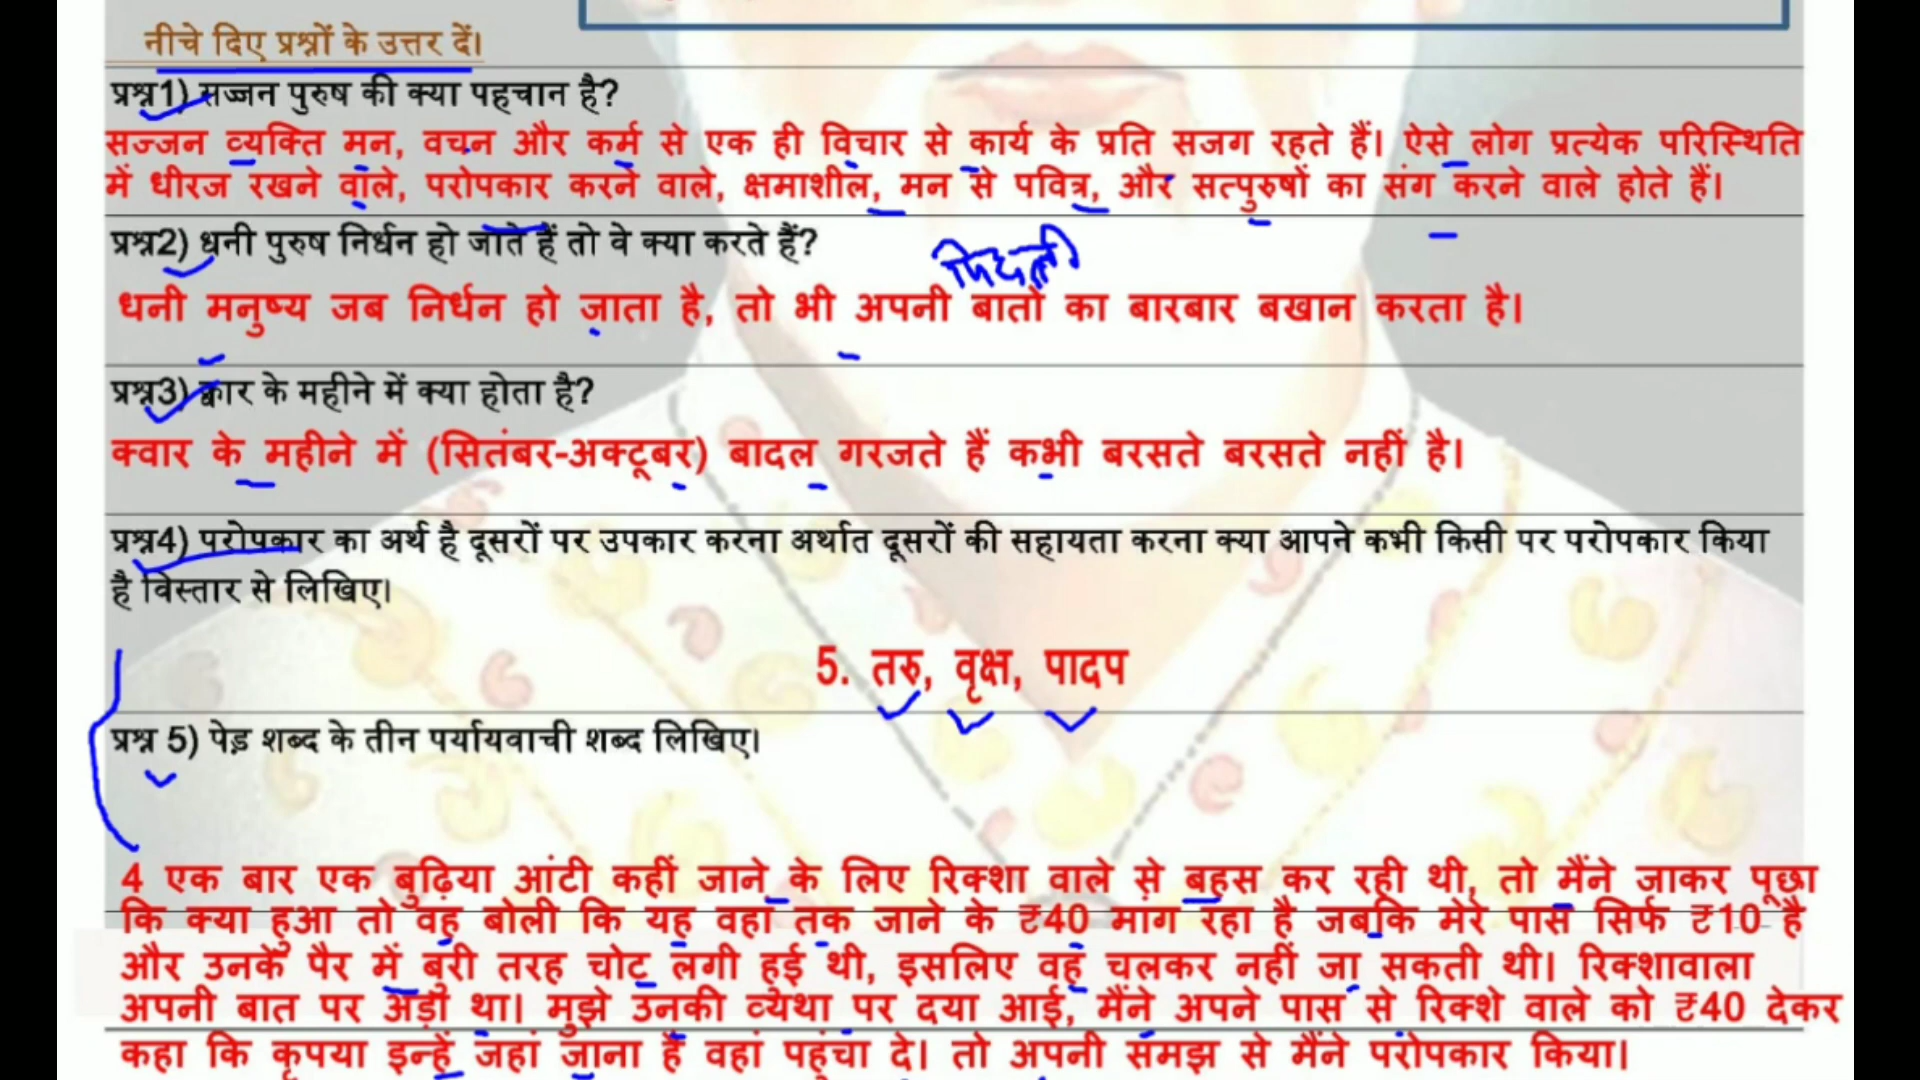 नीचे दिए प्रश्नों के उत्तर दें।
प्रश्न1) सज्जन पुरुष की क्या पहचान है?
सज्जन व्यक्ति मन, वचन और कर्म से एक ही विचार से कार्य के प्रति सजग रहते हैं। ऐसे लोग प्रत्येक परिस्थिति
में धीरज रखने वाले, परोपकार करने वाले, क्षमाशील, मन से पवित्र, और सत्पुरुषों का संग करने वाले होते हैं।
प्रश्न2) धनी पुरुष निर्धन हो जाते हैं तो वे क्या करते हैं?
पिछली
धनी मनुष्य जब निर्धन हो जाता है, तो भी अपनी बातों का बारबार बखान करता है।
प्रश्न3) क्वार के महीने में क्या होता है?
क्वार के महीने में (सितंबर-अक्टूबर) बादल गरजते हैं कभी बरसते बरसते नहीं है।
प्रश्न4) परोपकार का अर्थ है दूसरों पर उपकार करना अर्थात दूसरों की सहायता करना क्या आपने कभी किसी पर परोपकार किया
है विस्तार से लिखिए।
5. तरु, वृक्ष, पादप
प्रश्न 5) पेड़ शब्द के तीन पर्यायवाची शब्द लिखिए।
4 एक बार एक बुढ़िया आंटी कहीं जाने के लिए रिक्शा वाले से बहस कर रही थी, तो मैंने जाकर पूछा
कि क्या हुआ तो वह बोली कि यह वहां तक जाने के ₹40 मांग रहा है जबकि मेरे पास सिर्फ ₹10 है
और उनके पैर में बुरी तरह चोट लगी हुई थी, इसलिए वह चलकर नहीं जा सकती थी। रिक्शावाला
अपनी बात पर अड़ा था। मुझे उनकी व्यथा पर दया आई, मैंने अपने पास से रिक्शे वाले को ₹40 देकर
कहा कि कृपया इन्हें जहां जाना है वहां पहुंचा दे। तो अपनी समझ से मैंने परोपकार किया।